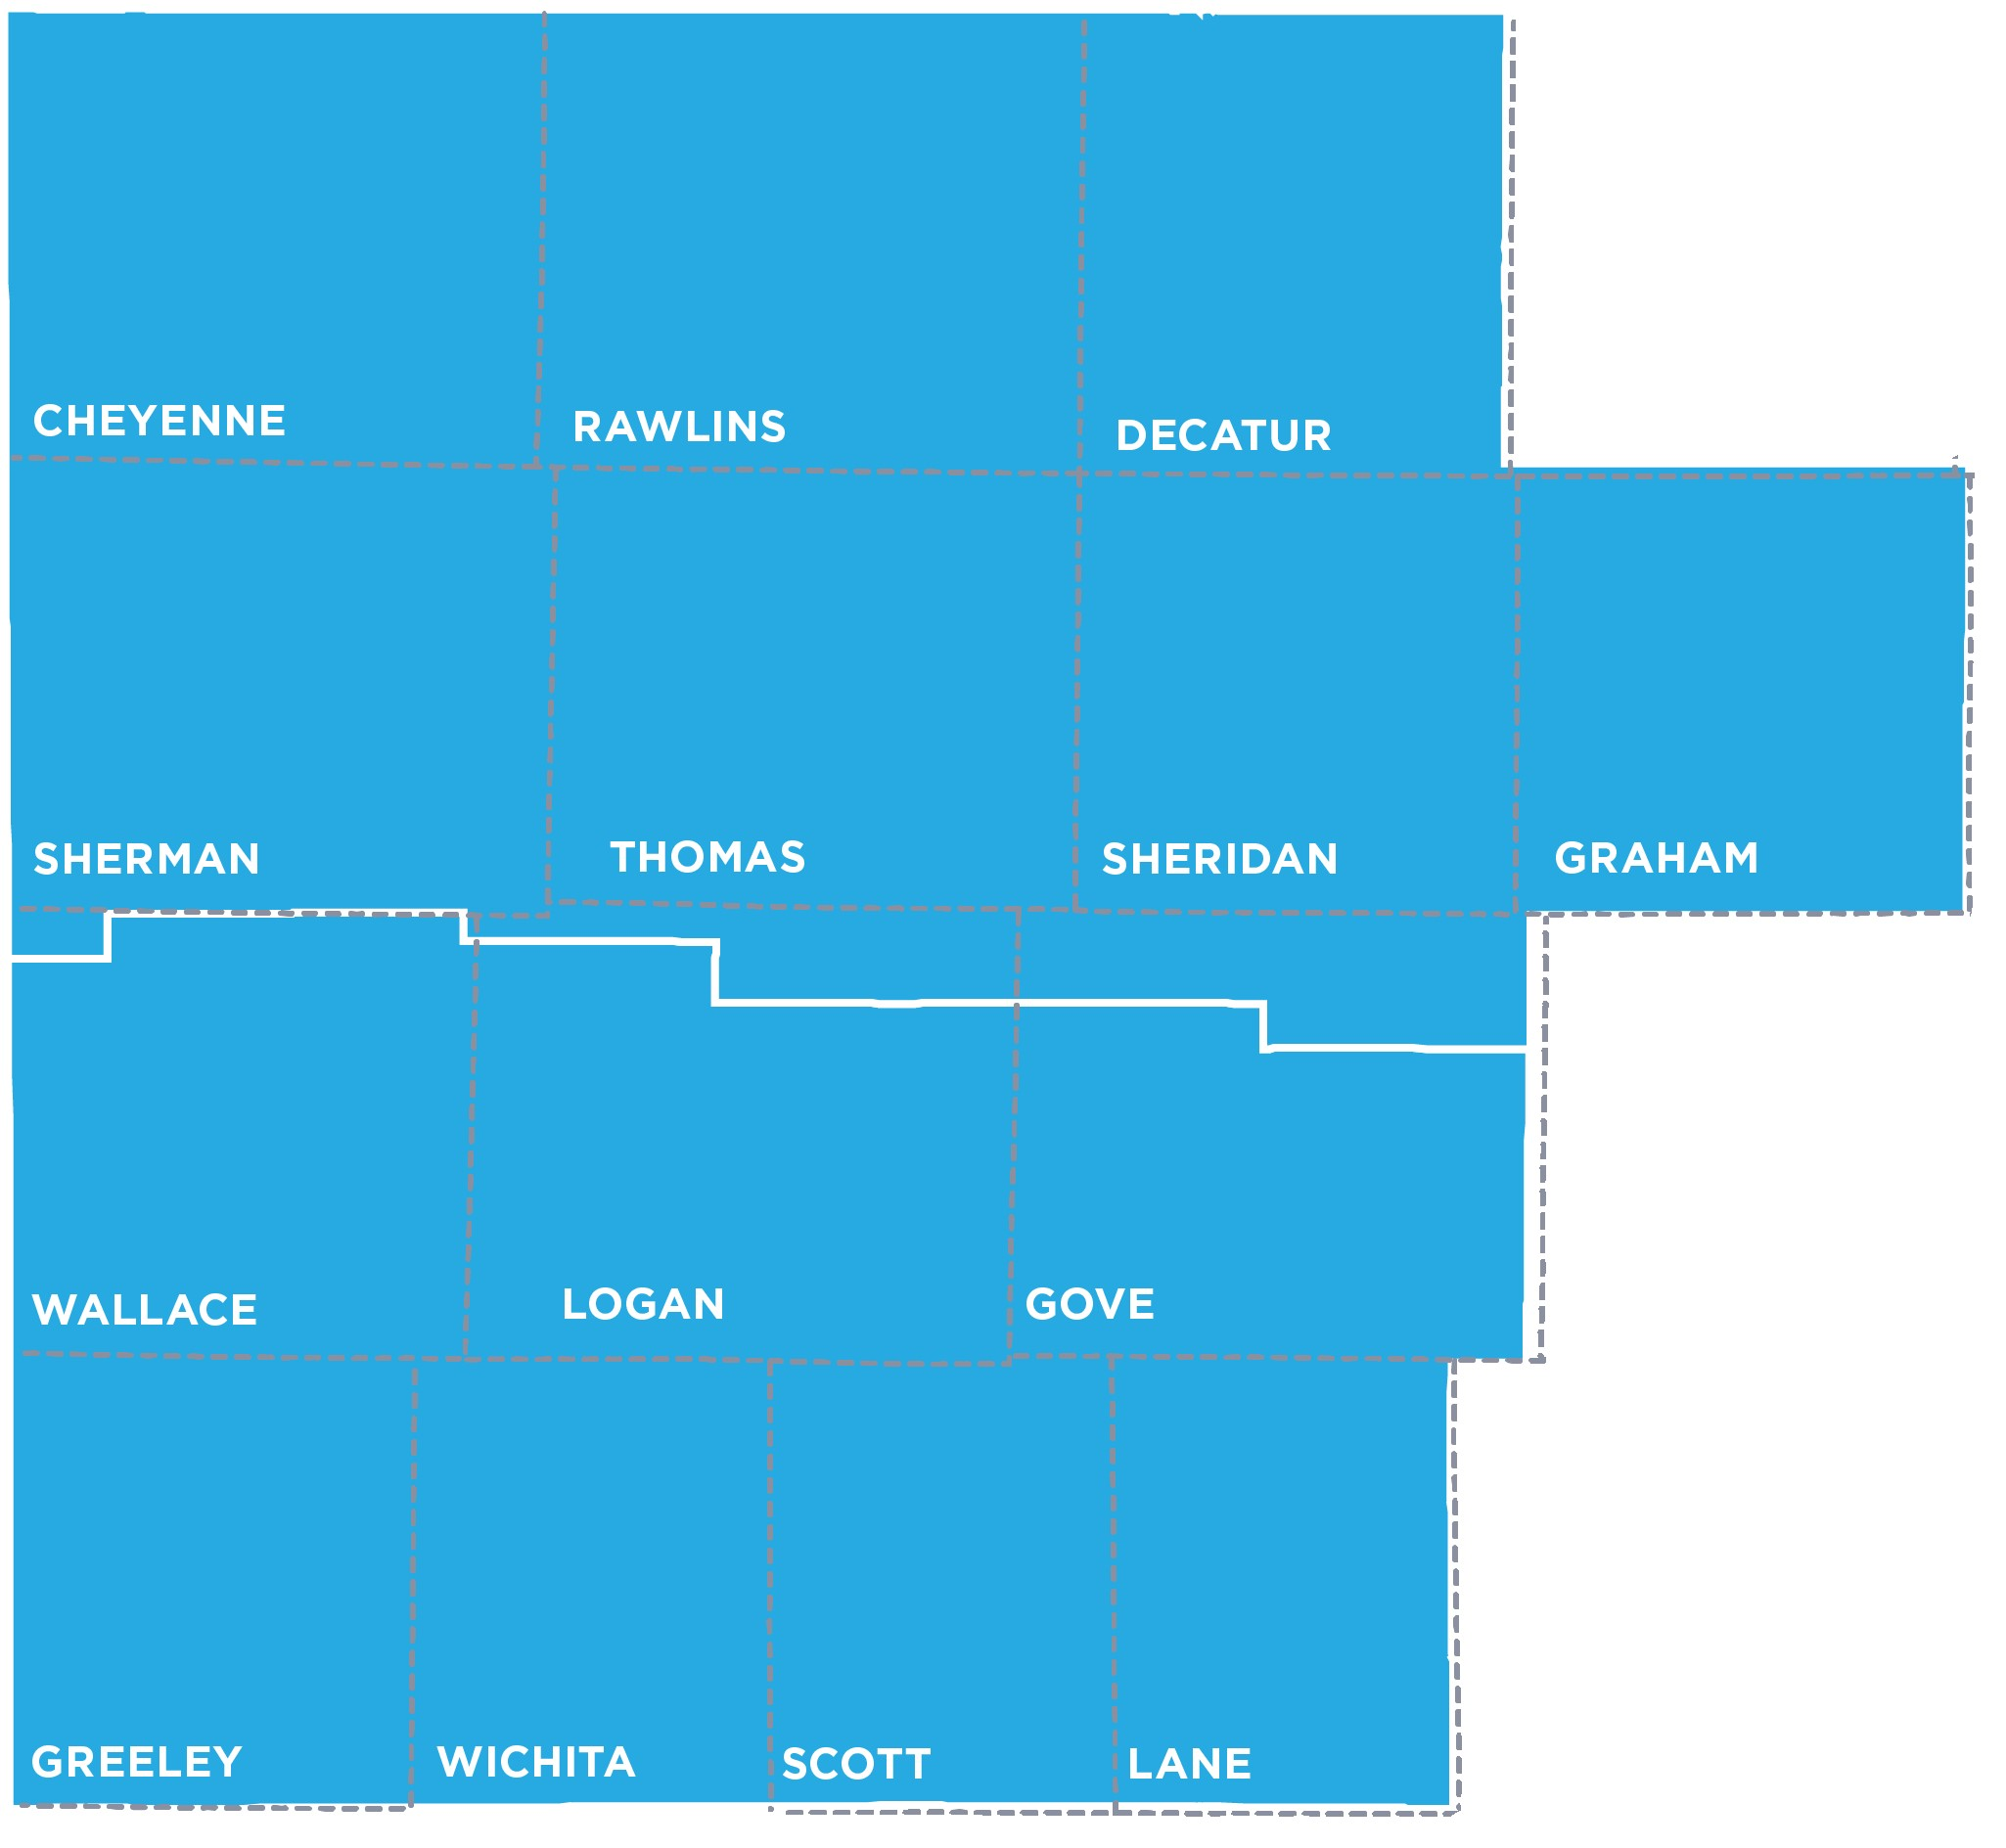 CHEYENNE
RAWLINS
DECATUR
SHERMAN
THOMAS
SHERIDAN
GRAHAM
WALLACE
LOGAN
GOVE
GREELEY
WICHITA
SCOTT
LANE